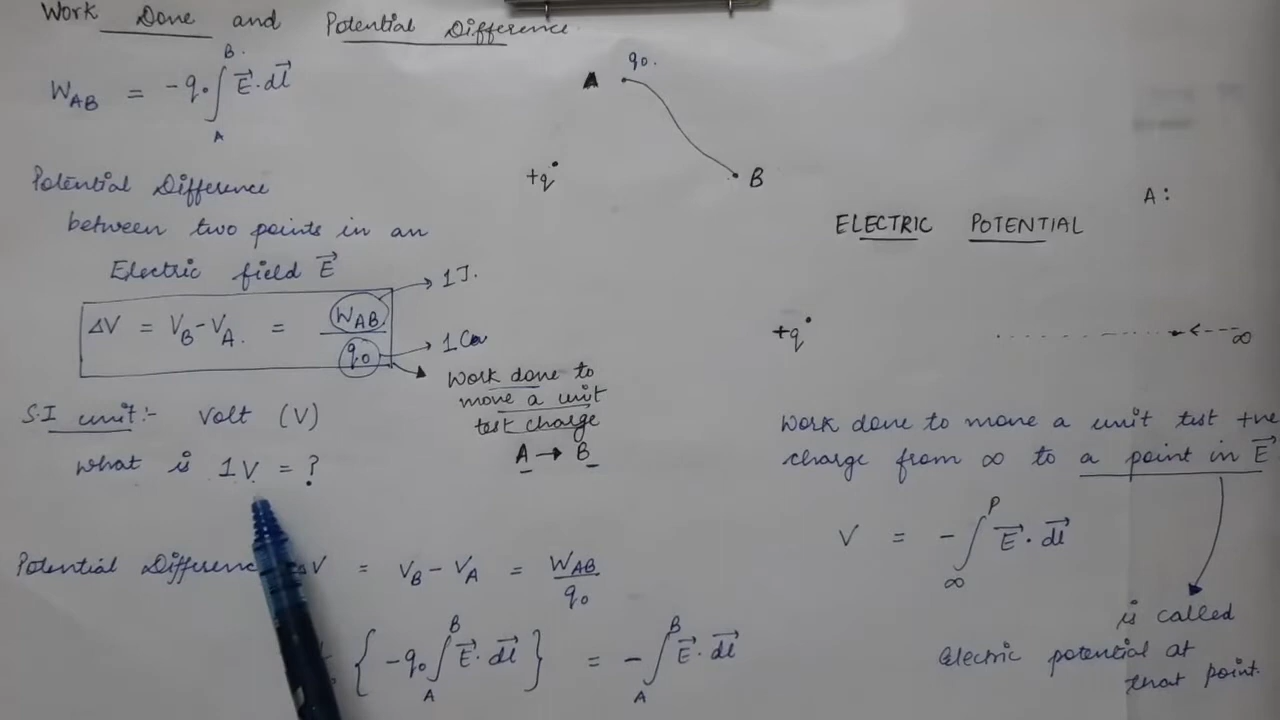 Work Done and Potential Difference
W_AB = -q₀ ∫_A^B E⃗ · dl⃗
Potential Difference
between two points in an
Electric field E⃗
ΔV = V_B - V_A = W_AB / q₀
→ 1J.
→ 1C
Work done to
move a unit
test charge
A → B
S.I unit:- Volt (V)
What is 1V = ?
Potential Difference ΔV = V_B - V_A = W_AB / q₀
{ -q₀ ∫_A^B E⃗ · dl⃗ } = - ∫_A^B E⃗ · dl⃗
A q₀.
+q
B
A:
ELECTRIC POTENTIAL
+q ∞
Work done to move a unit test +ve
charge from ∞ to a point in E⃗
V = - ∫_∞^P E⃗ · dl⃗
is called
Electric potential at
that point.